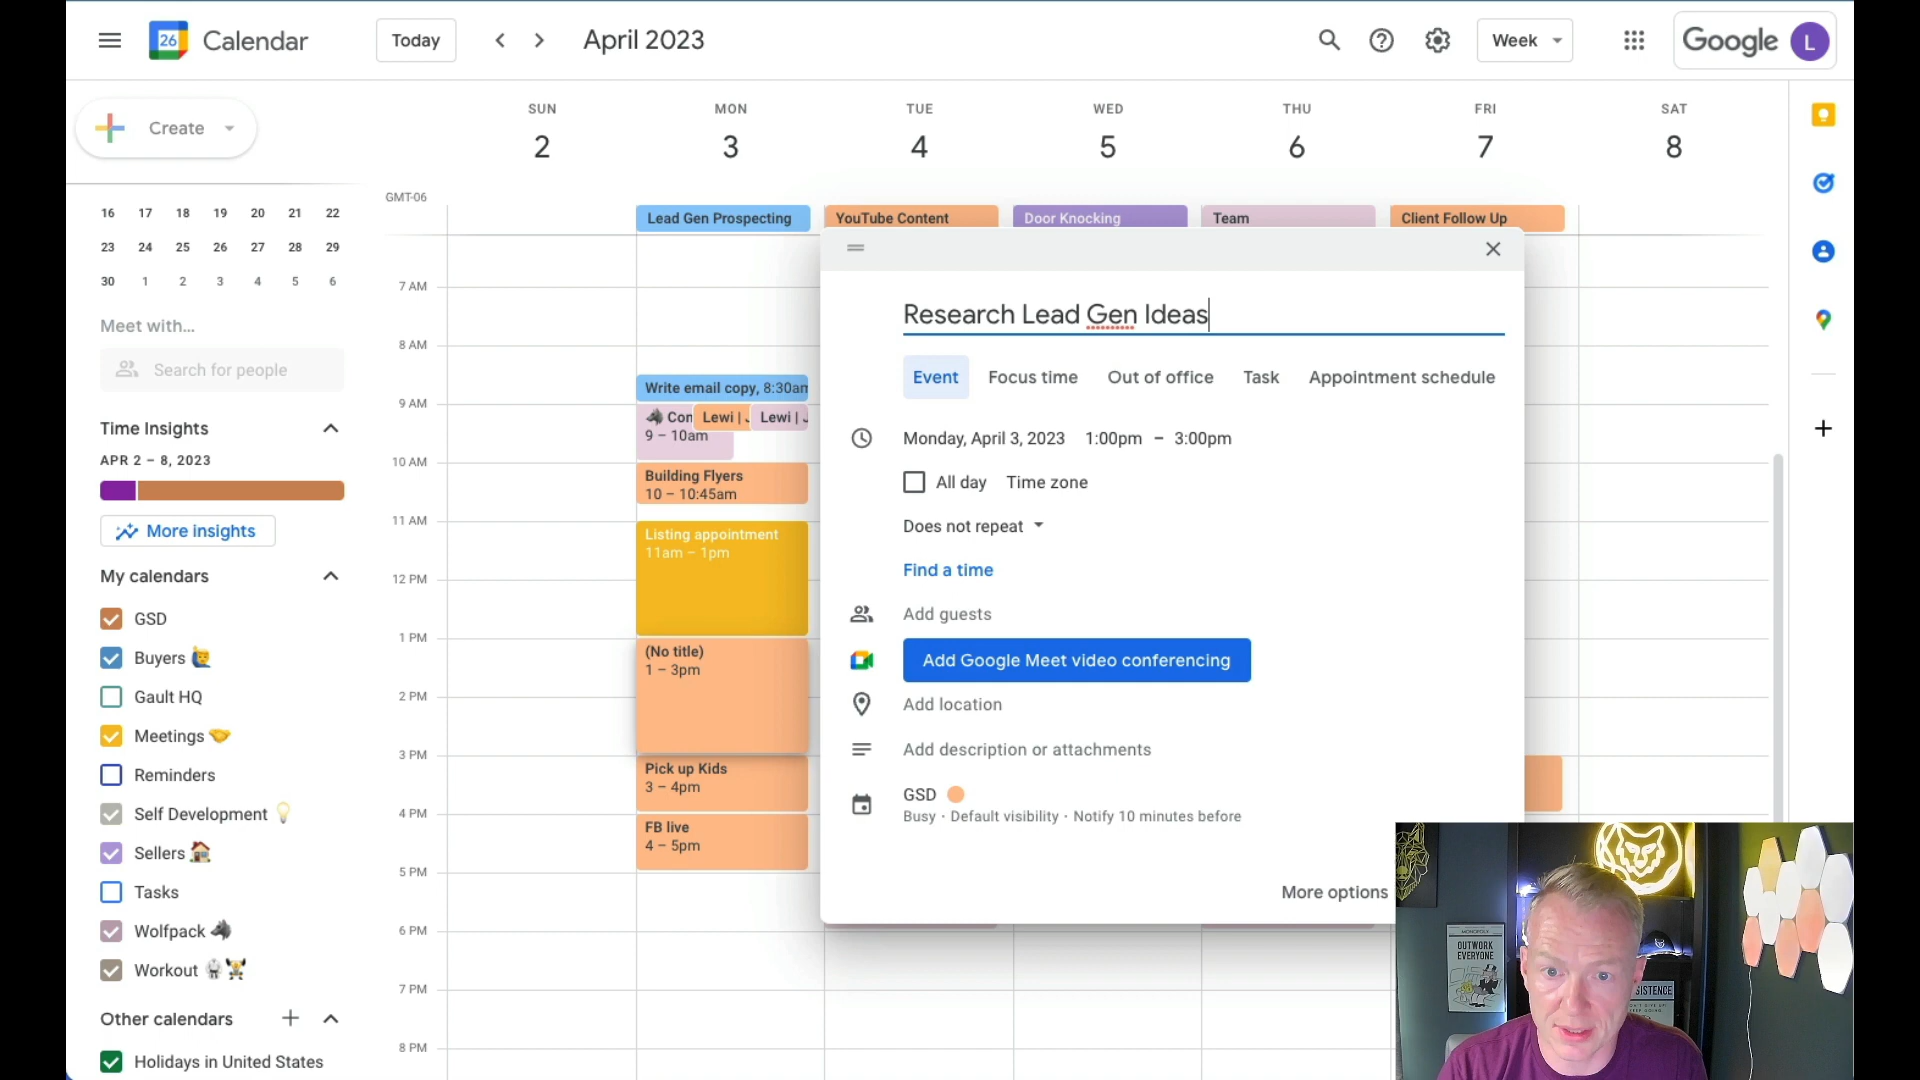 26 Calendar Today April 2023 Week Google L
Create
SUN MON TUE WED THU FRI SAT
2 3 4 5 6 7 8
GMT-06
Lead Gen Prospecting YouTube Content Door Knocking Team Client Follow Up
16 17 18 19 20 21 22
23 24 25 26 27 28 29
30 1 2 3 4 5 6
Meet with...
Search for people
Time Insights
APR 2 – 8, 2023
More insights
My calendars
GSD
Buyers 🙋‍♂️
Gault HQ
Meetings 🤝
Reminders
Self Development 💡
Sellers 🏠
Tasks
Wolfpack 🐺
Workout
Other calendars
Holidays in United States
7 AM
8 AM
9 AM
10 AM
11 AM
12 PM
1 PM
2 PM
3 PM
4 PM
5 PM
6 PM
7 PM
8 PM
Write email copy, 8:30am
Con
9 – 10am
Lewi | J
Lewi | J
Building Flyers
10 – 10:45am
Listing appointment
11am – 1pm
(No title)
1 – 3pm
Pick up Kids
3 – 4pm
FB live
4 – 5pm
Research Lead Gen Ideas
Event Focus time Out of office Task Appointment schedule
Monday, April 3, 2023 1:00pm – 3:00pm
All day Time zone
Does not repeat
Find a time
Add guests
Add Google Meet video conferencing
Add location
Add description or attachments
GSD
Busy · Default visibility · Notify 10 minutes before
More options
MONOPOLY
OUTWORK
EVERYONE
SISTENCE